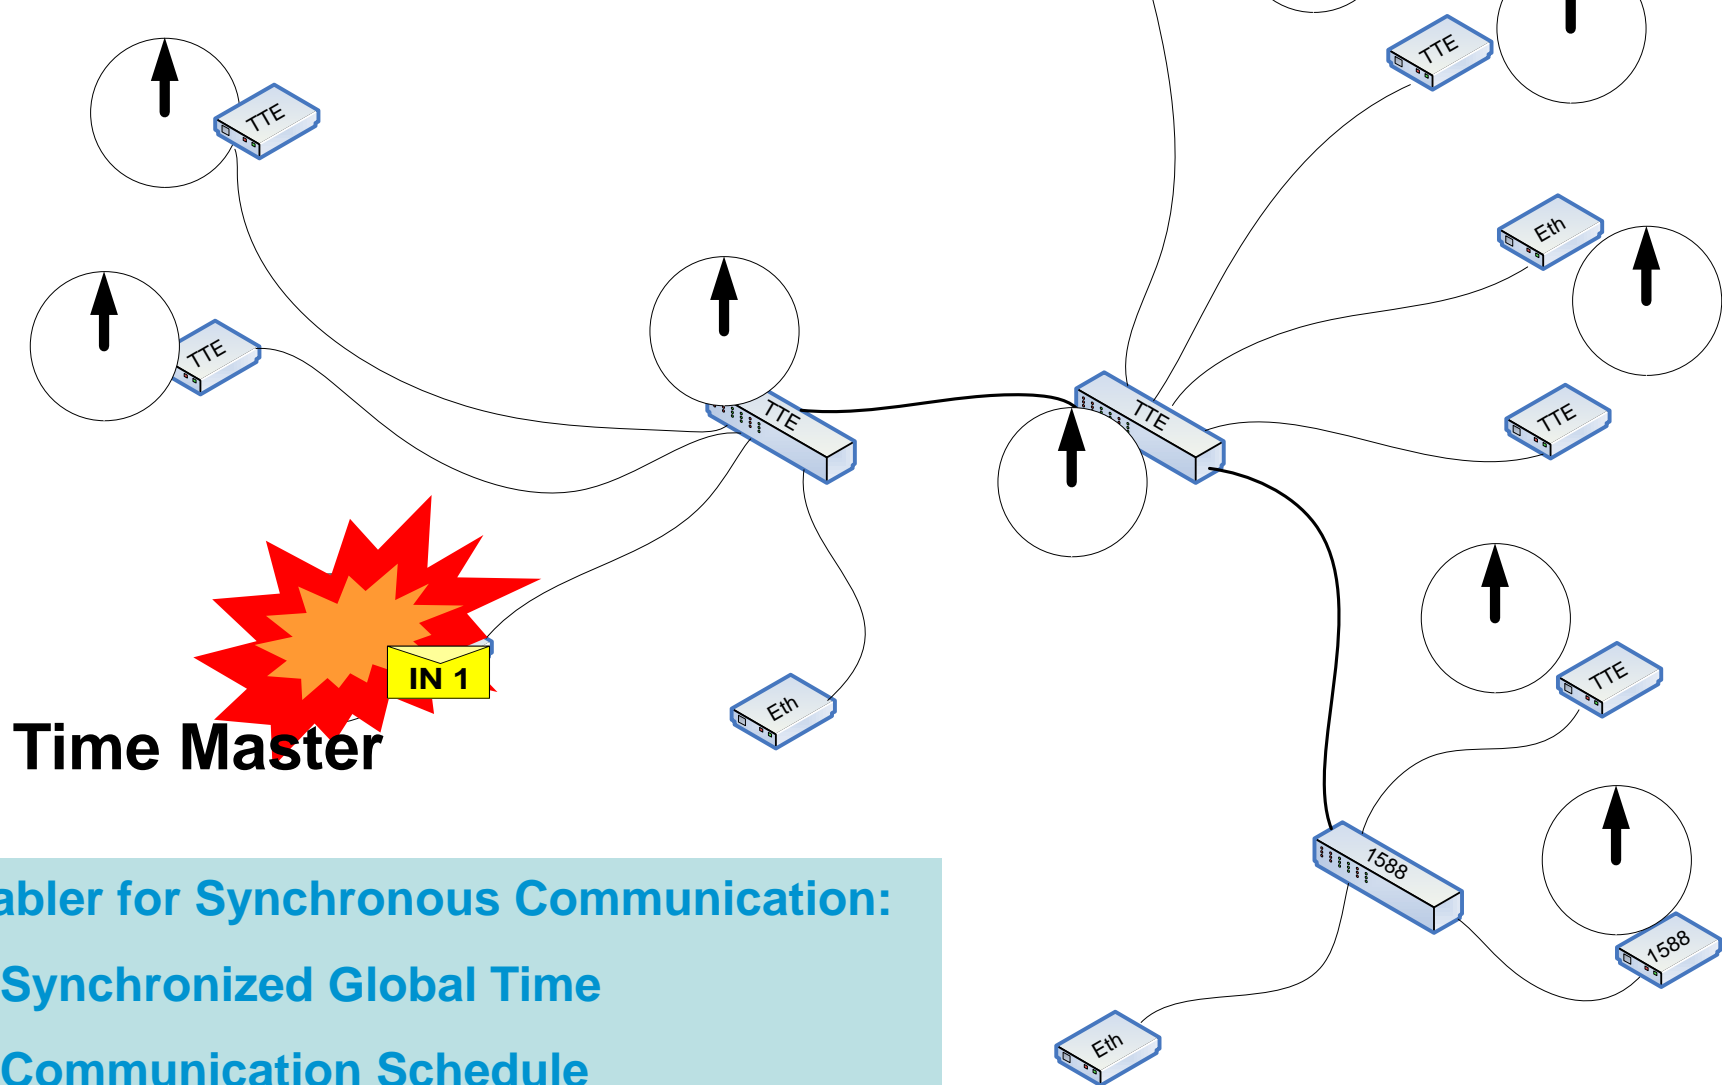 TTE
TTE
Eth
TTE
TTE
TTE
TTE
IN 1
TTE
Eth
Time Master
1588
abler for Synchronous Communication:
1588
Synchronized Global Time
Eth
Communication Schedule